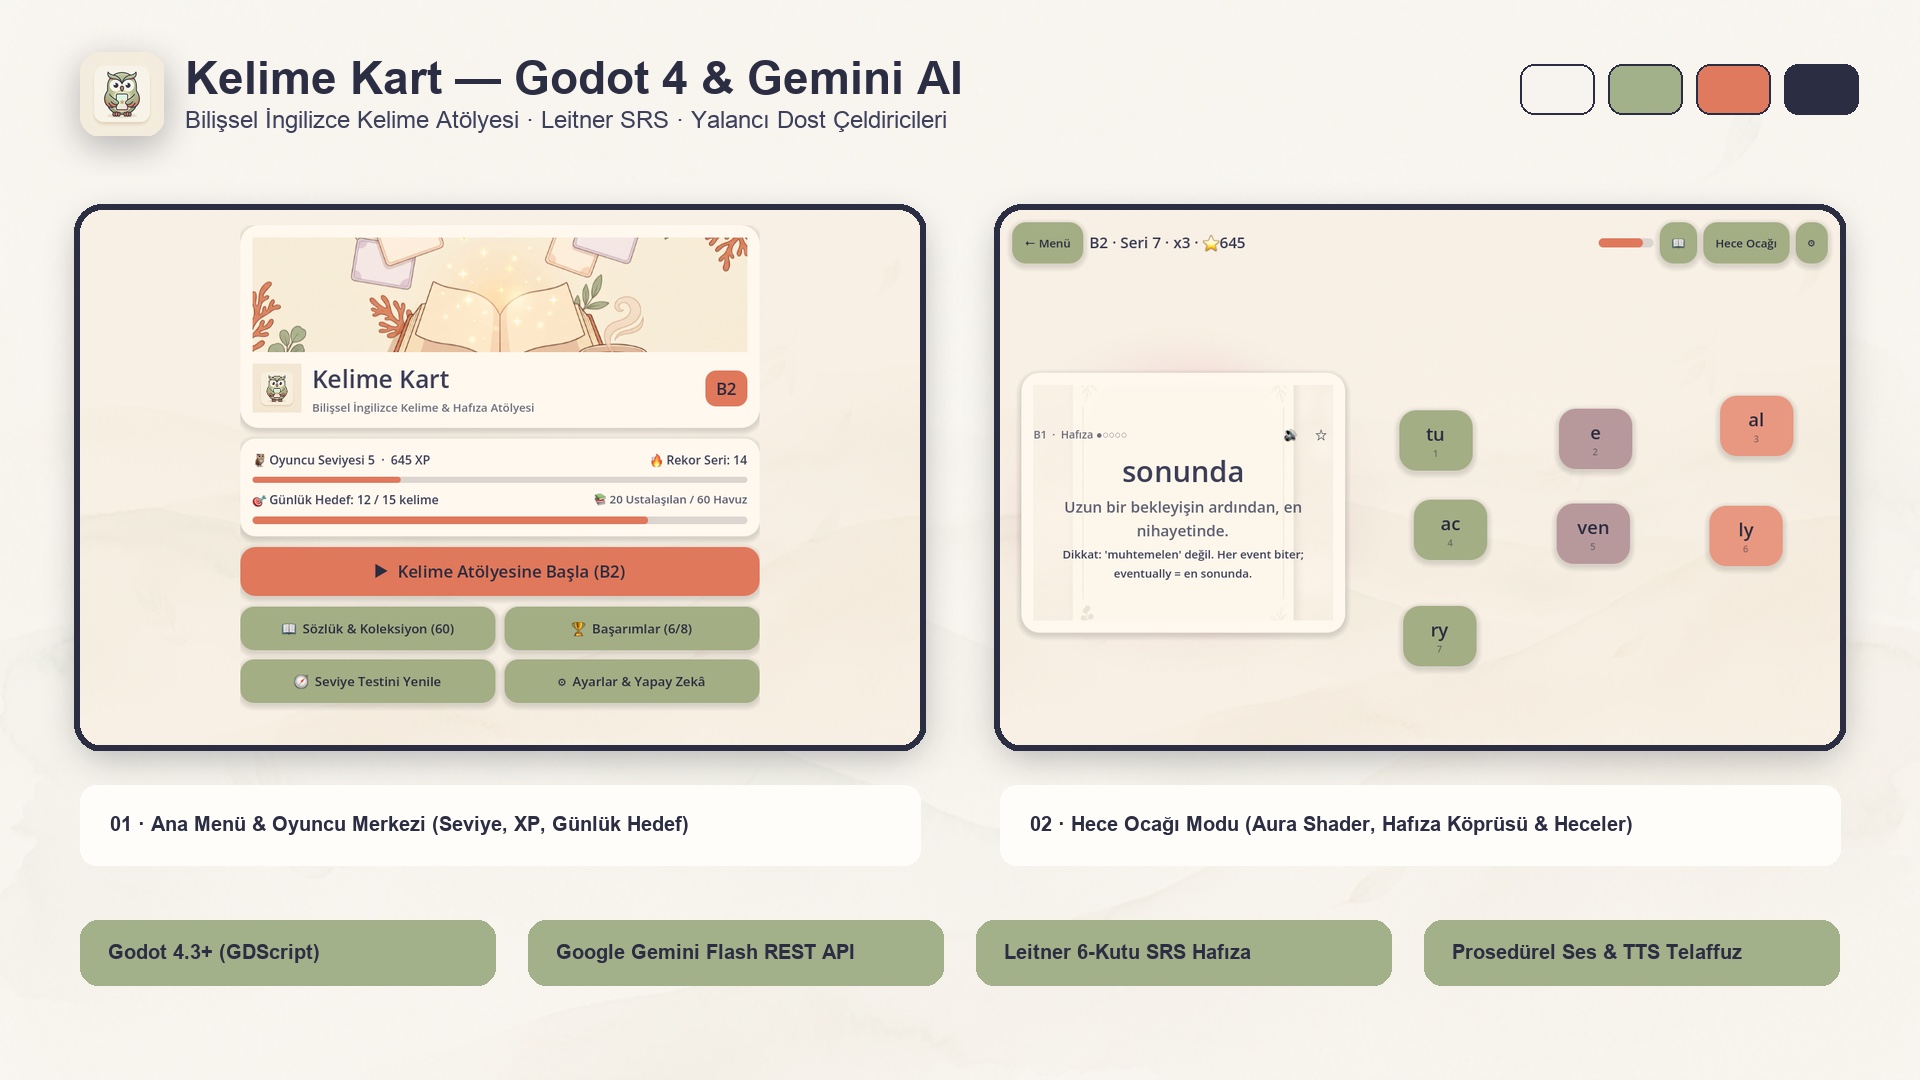 Kelime Kart — Godot 4 & Gemini AI
Bilişsel İngilizce Kelime Atölyesi · Leitner SRS · Yalancı Dost Çeldiricileri
Kelime Kart
Bilişsel İngilizce Kelime & Hafıza Atölyesi
B2
Oyuncu Seviyesi 5 · 645 XP
🔥 Rekor Seri: 14
🎯 Günlük Hedef: 12 / 15 kelime
📚 20 Ustalaşılan / 60 Havuz
▶ Kelime Atölyesine Başla (B2)
📖 Sözlük & Koleksiyon (60)
🏆 Başarımlar (6/8)
🧭 Seviye Testini Yenile
⚙ Ayarlar & Yapay Zekâ
← Menü
B2 · Seri 7 · x3 · ⭐645
📖
Hece Ocağı
⚙
B1 · Hafıza ●○○○○
🔊 ☆
sonunda
Uzun bir bekleyişin ardından, en
nihayetinde.
Dikkat: 'muhtemelen' değil. Her event biter;
eventually = en sonunda.
tu
1
e
2
al
3
ac
4
ven
5
ly
6
ry
7
01 · Ana Menü & Oyuncu Merkezi (Seviye, XP, Günlük Hedef)
02 · Hece Ocağı Modu (Aura Shader, Hafıza Köprüsü & Heceler)
Godot 4.3+ (GDScript)
Google Gemini Flash REST API
Leitner 6-Kutu SRS Hafıza
Prosedürel Ses & TTS Telaffuz